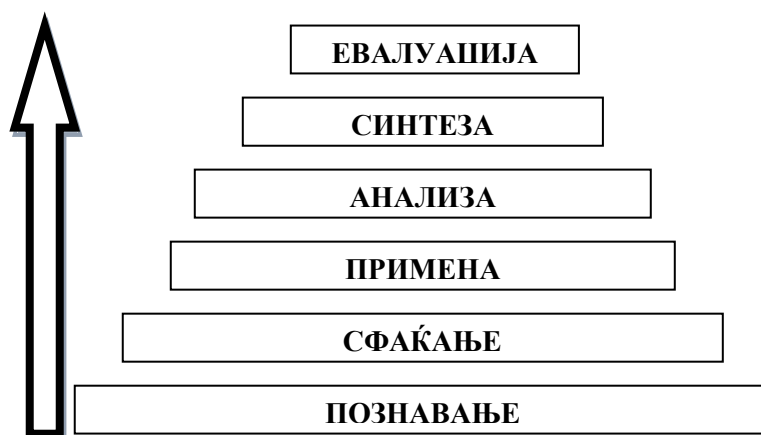 ЕВАЛУАЦИЈА
СИНТЕЗА
АНАЛИЗА
ПРИМЕНА
СФАЌАЊЕ
ПОЗНАВАЊЕ